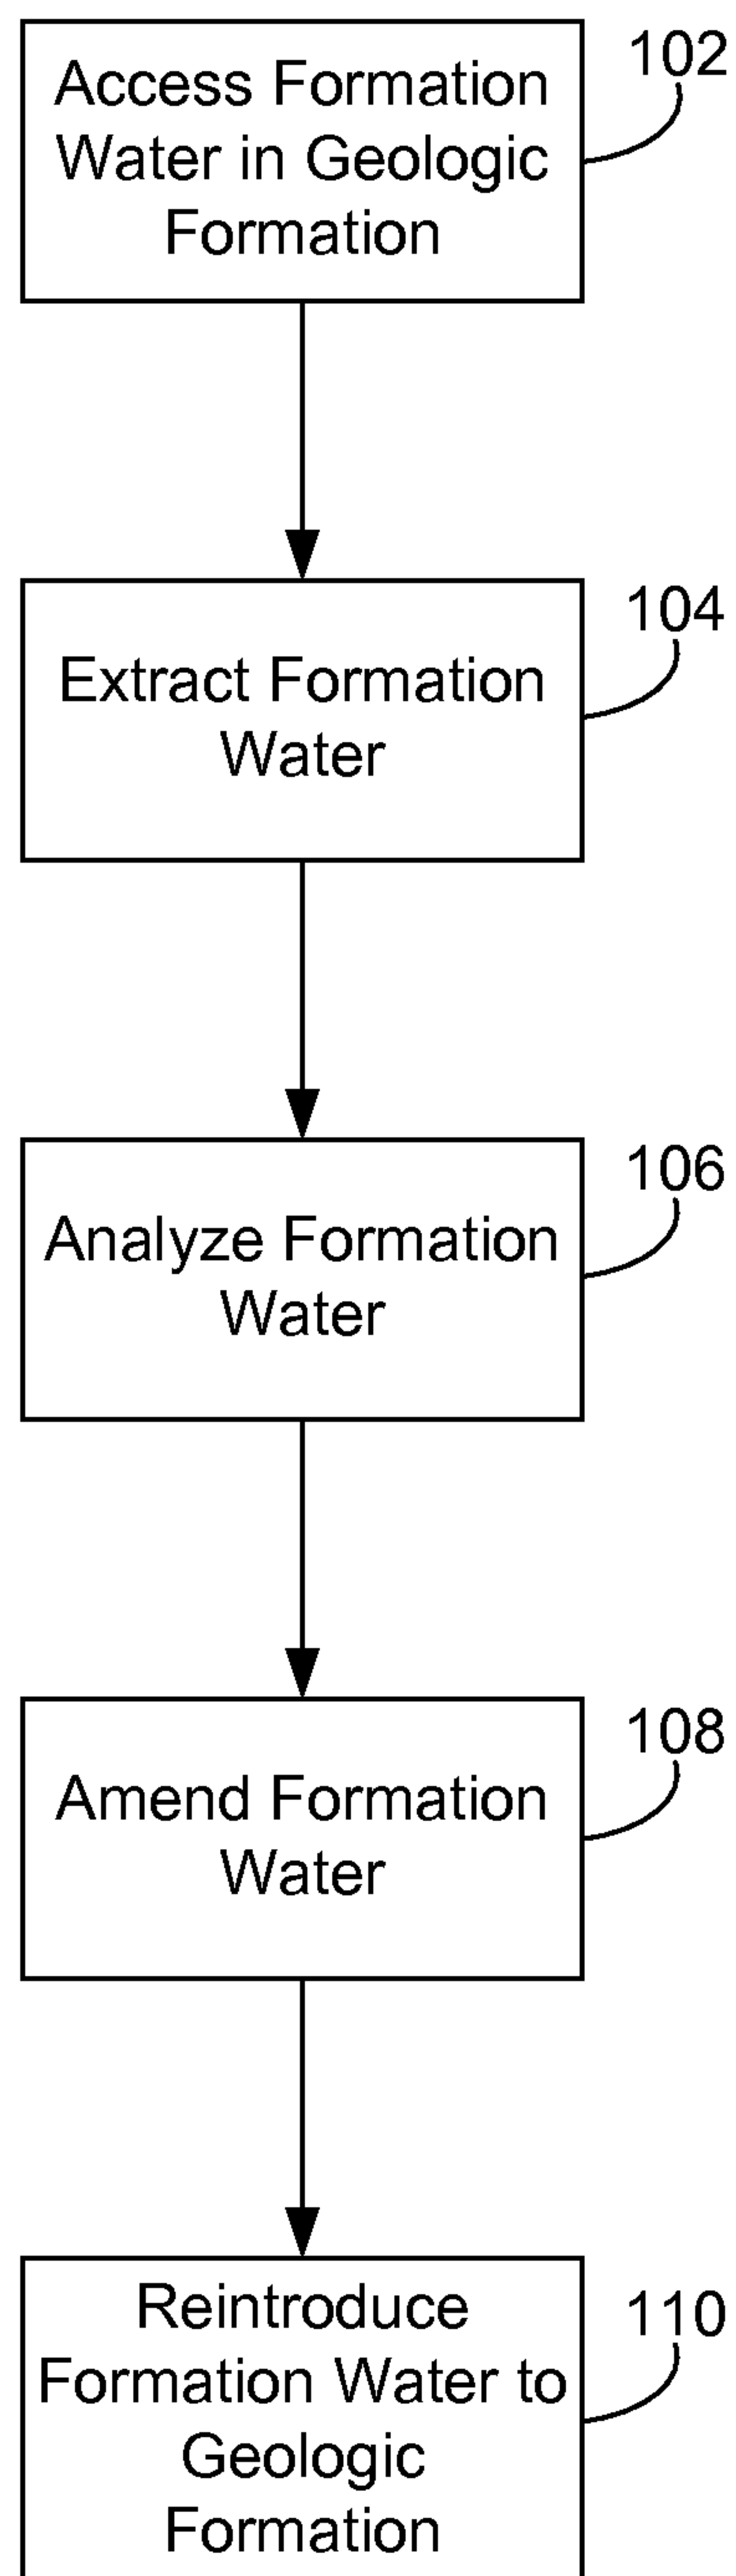 Access Formation
Water in Geologic
Formation
102
Extract Formation
Water
104
Analyze Formation
Water
106
Amend Formation
Water
108
Reintroduce
Formation Water to
Geologic
Formation
110